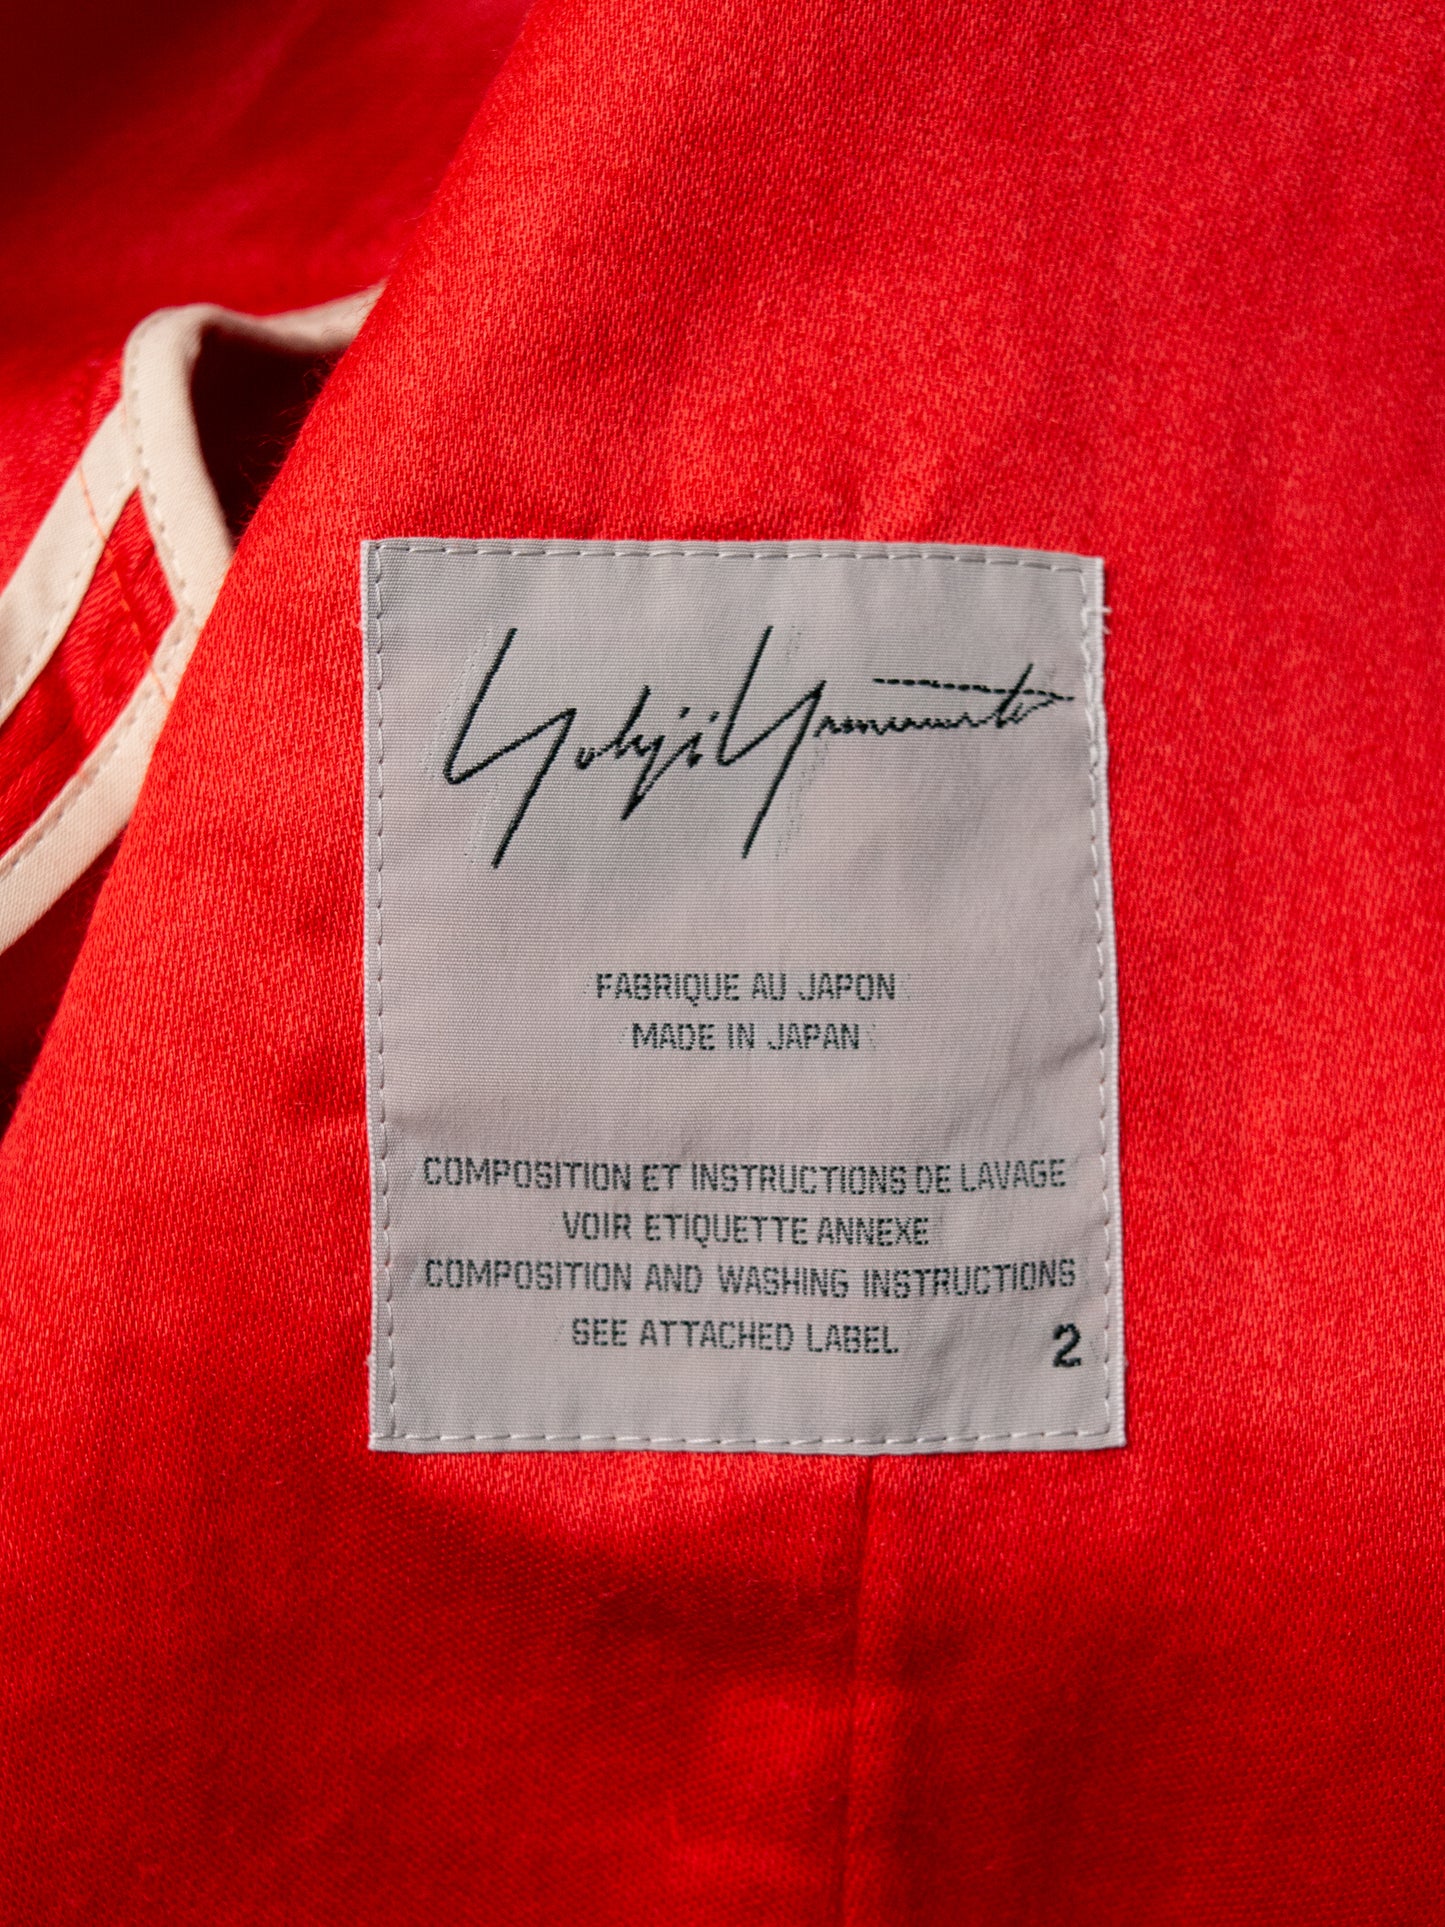 Yohji Yamamoto
FABRIQUE AU JAPON
MADE IN JAPAN
COMPOSITION ET INSTRUCTIONS DE LAVAGE
VOIR ETIQUETTE ANNEXE
COMPOSITION AND WASHING INSTRUCTIONS
SEE ATTACHED LABEL
2